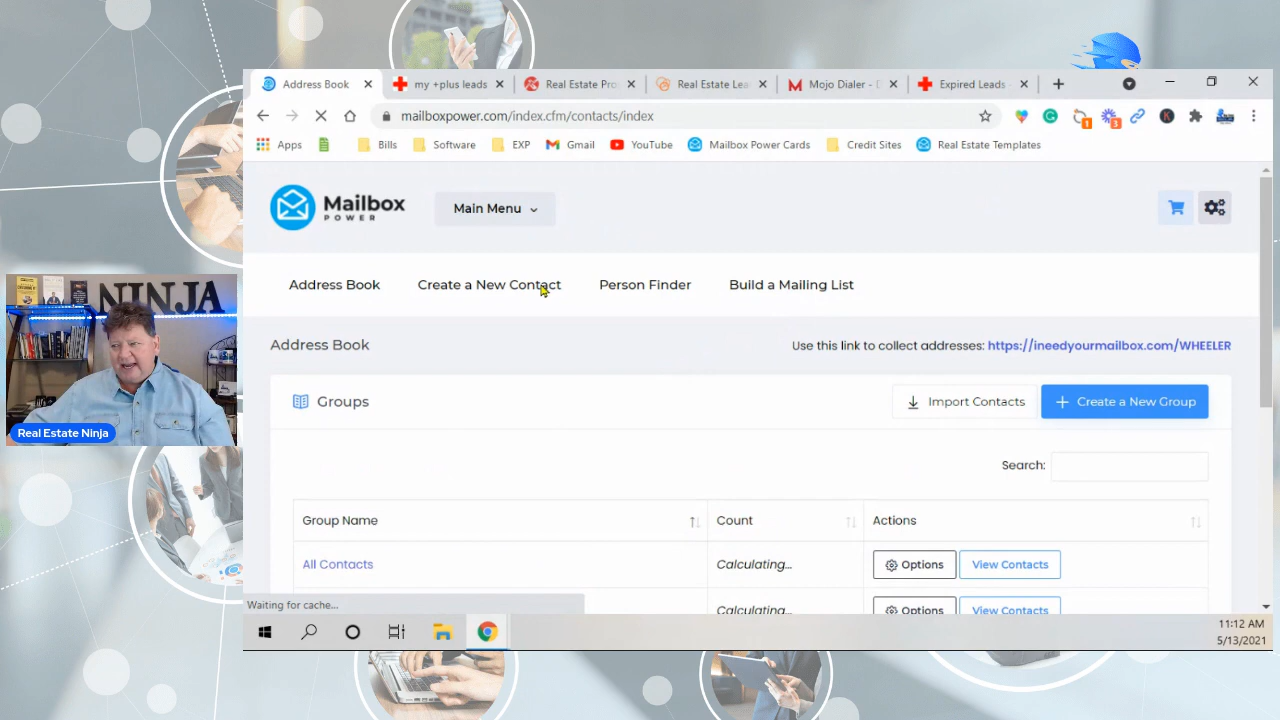 Address Book
my +plus leads
Real Estate Pro
Real Estate Lea
Mojo Dialer - D
Expired Leads -
mailboxpower.com/index.cfm/contacts/index
1
3
Apps
Bills
Software
EXP
Gmail
YouTube
Mailbox Power Cards
Credit Sites
Real Estate Templates
Mailbox
POWER
Main Menu
Address Book
Create a New Contact
Person Finder
Build a Mailing List
Address Book
Use this link to collect addresses: https://ineedyourmailbox.com/WHEELER
Groups
Import Contacts
+ Create a New Group
Search:
Group Name
Count
Actions
All Contacts
Calculating...
Options
View Contacts
Calculating...
Options
View Contacts
Waiting for cache...
11:12 AM
5/13/2021
NINJA
Real Estate Ninja